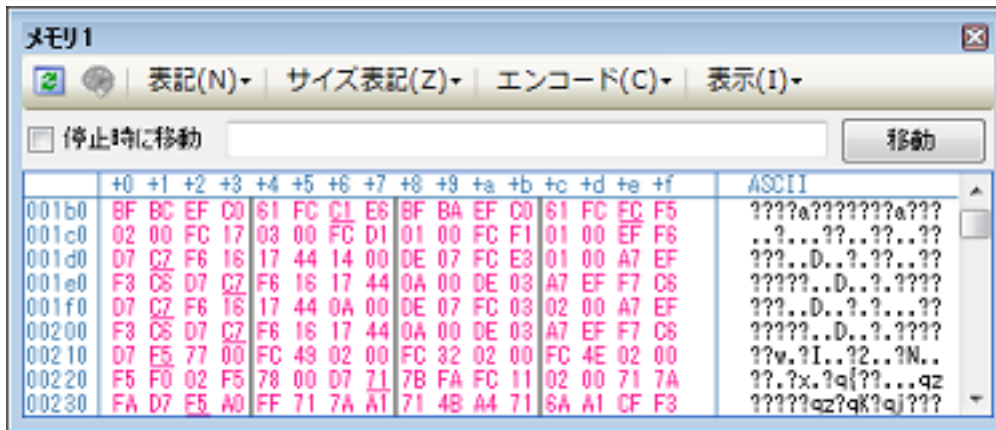 メモリ1
表記(N) サイズ表記(Z) エンコード(C) 表示(I)
停止時に移動 移動
+0 +1 +2 +3 +4 +5 +6 +7 +8 +9 +a +b +c +d +e +f ASCII
001b0 BF BC EF C0 61 FC C1 E6 BF BA EF C0 61 FC FC F5 ????a???????a???
001c0 02 00 FC 17 03 00 FC D1 01 00 FC F1 01 00 EF F6 ..?...??..??..??
001d0 D7 C7 F6 16 17 44 14 00 DE 07 FC E3 01 00 A7 EF ???..D..?.??..??
001e0 F3 C6 D7 C7 F6 16 17 44 0A 00 DE 03 A7 EF F7 C6 ?????..D..?.????
001f0 D7 C7 F6 16 17 44 0A 00 DE 07 FC 03 02 00 A7 EF ???..D..?.?...??
00200 F3 C6 D7 C7 F6 16 17 44 0A 00 DE 03 A7 EF F7 C6 ?????..D..?.????
00210 D7 F5 77 00 FC 49 02 00 FC 32 02 00 FC 4E 02 00 ??w.?I..?2..?N..
00220 F5 F0 02 F5 78 00 D7 71 7B FA FC 11 02 00 71 7A ??.?x.?q{??...qz
00230 FA D7 E5 A0 FF 71 7A A1 71 4B A4 71 6A A1 CF F3 ?????qz?qK?qj???